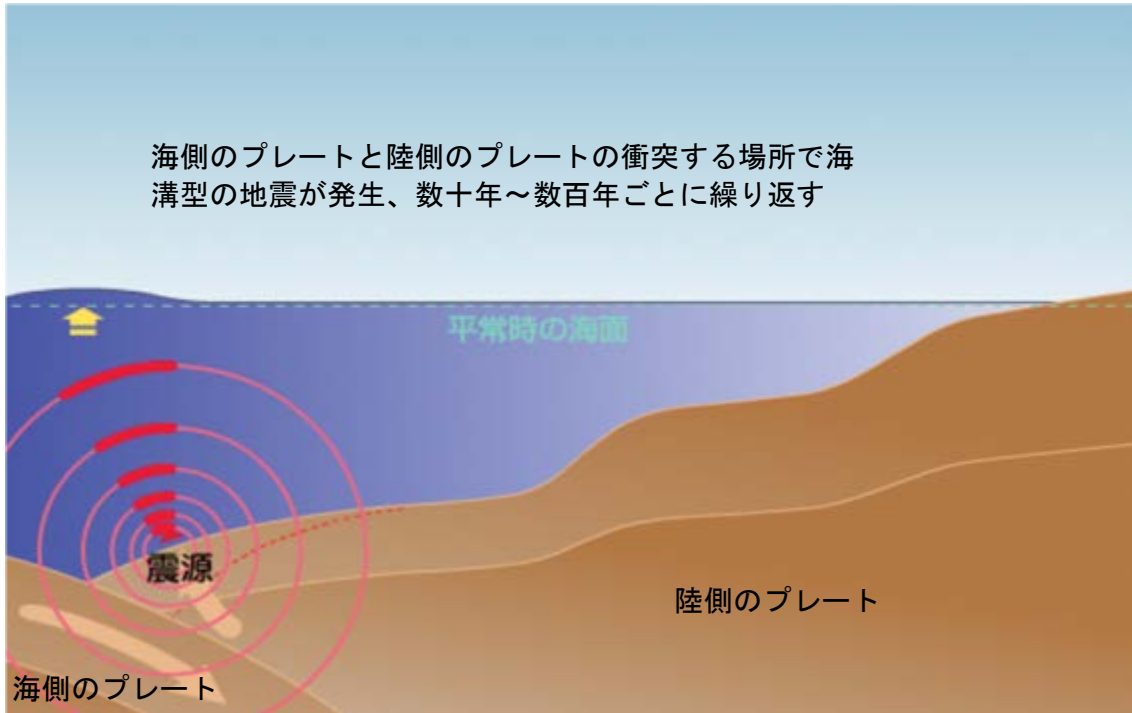 海側のプレートと陸側のプレートの衝突する場所で海
溝型の地震が発生、数十年~数百年ごとに繰り返す
平常時の海面
震源
陸側のプレート
海側のプレート